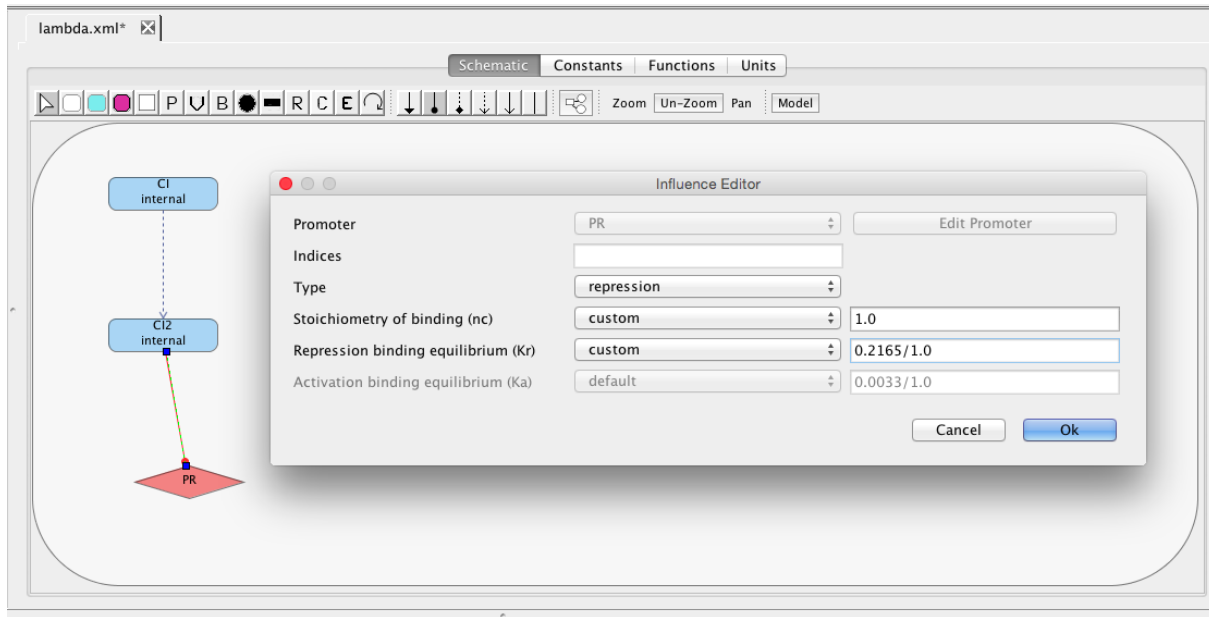 lambda.xml*
Schematic Constants Functions Units
P V B R C E Zoom Un-Zoom Pan Model
CI
internal
CI2
internal
PR
Influence Editor
Promoter PR Edit Promoter
Indices
Type repression
Stoichiometry of binding (nc) custom 1.0
Repression binding equilibrium (Kr) custom 0.2165/1.0
Activation binding equilibrium (Ka) default 0.0033/1.0
Cancel Ok